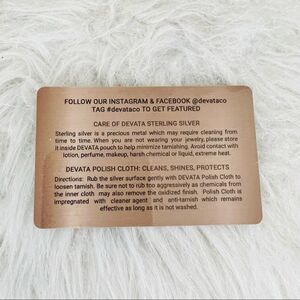 FOLLOW OUR INSTAGRAM & FACEBOOK @devataco
TAG #devataco TO GET FEATURED
CARE OF DEVATA STERLING SILVER
Sterling silver is a precious metal which may require cleaning from
time to time. When you are not wearing your jewelry, please store
it inside DEVATA pouch to help minimize tarnishing. Avoid contact with
lotion, perfume, makeup, harsh chemical or liquid, extreme heat.
DEVATA POLISH CLOTH: CLEANS, SHINES, PROTECTS
Directions: Rub the silver surface gently with DEVATA Polish Cloth to
loosen tarnish. Be sure not to rub too aggressively as chemicals from
the inner cloth may also remove the oxidized finish. Polish Cloth is
impregnated with cleaner agent and anti-tarnish which remains
effective as long as it is not washed.